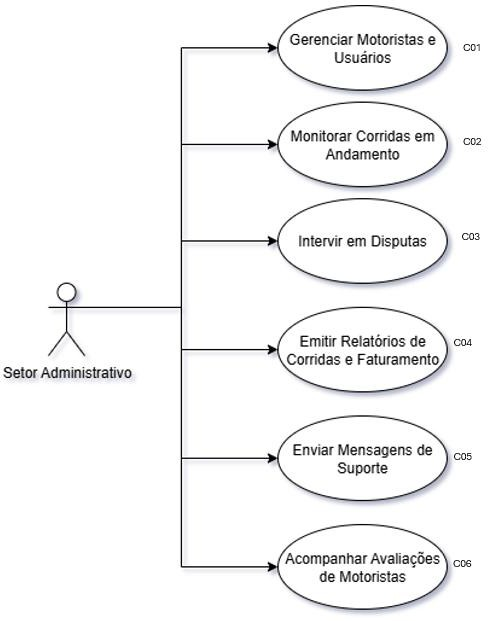 Gerenciar Motoristas e
Usuários
C01
Monitorar Corridas em
Andamento
C02
Intervir em Disputas
C03
Setor Administrativo
Emitir Relatórios de
Corridas e Faturamento
C04
Enviar Mensagens de
Suporte
C05
Acompanhar Avaliações
de Motoristas
C06